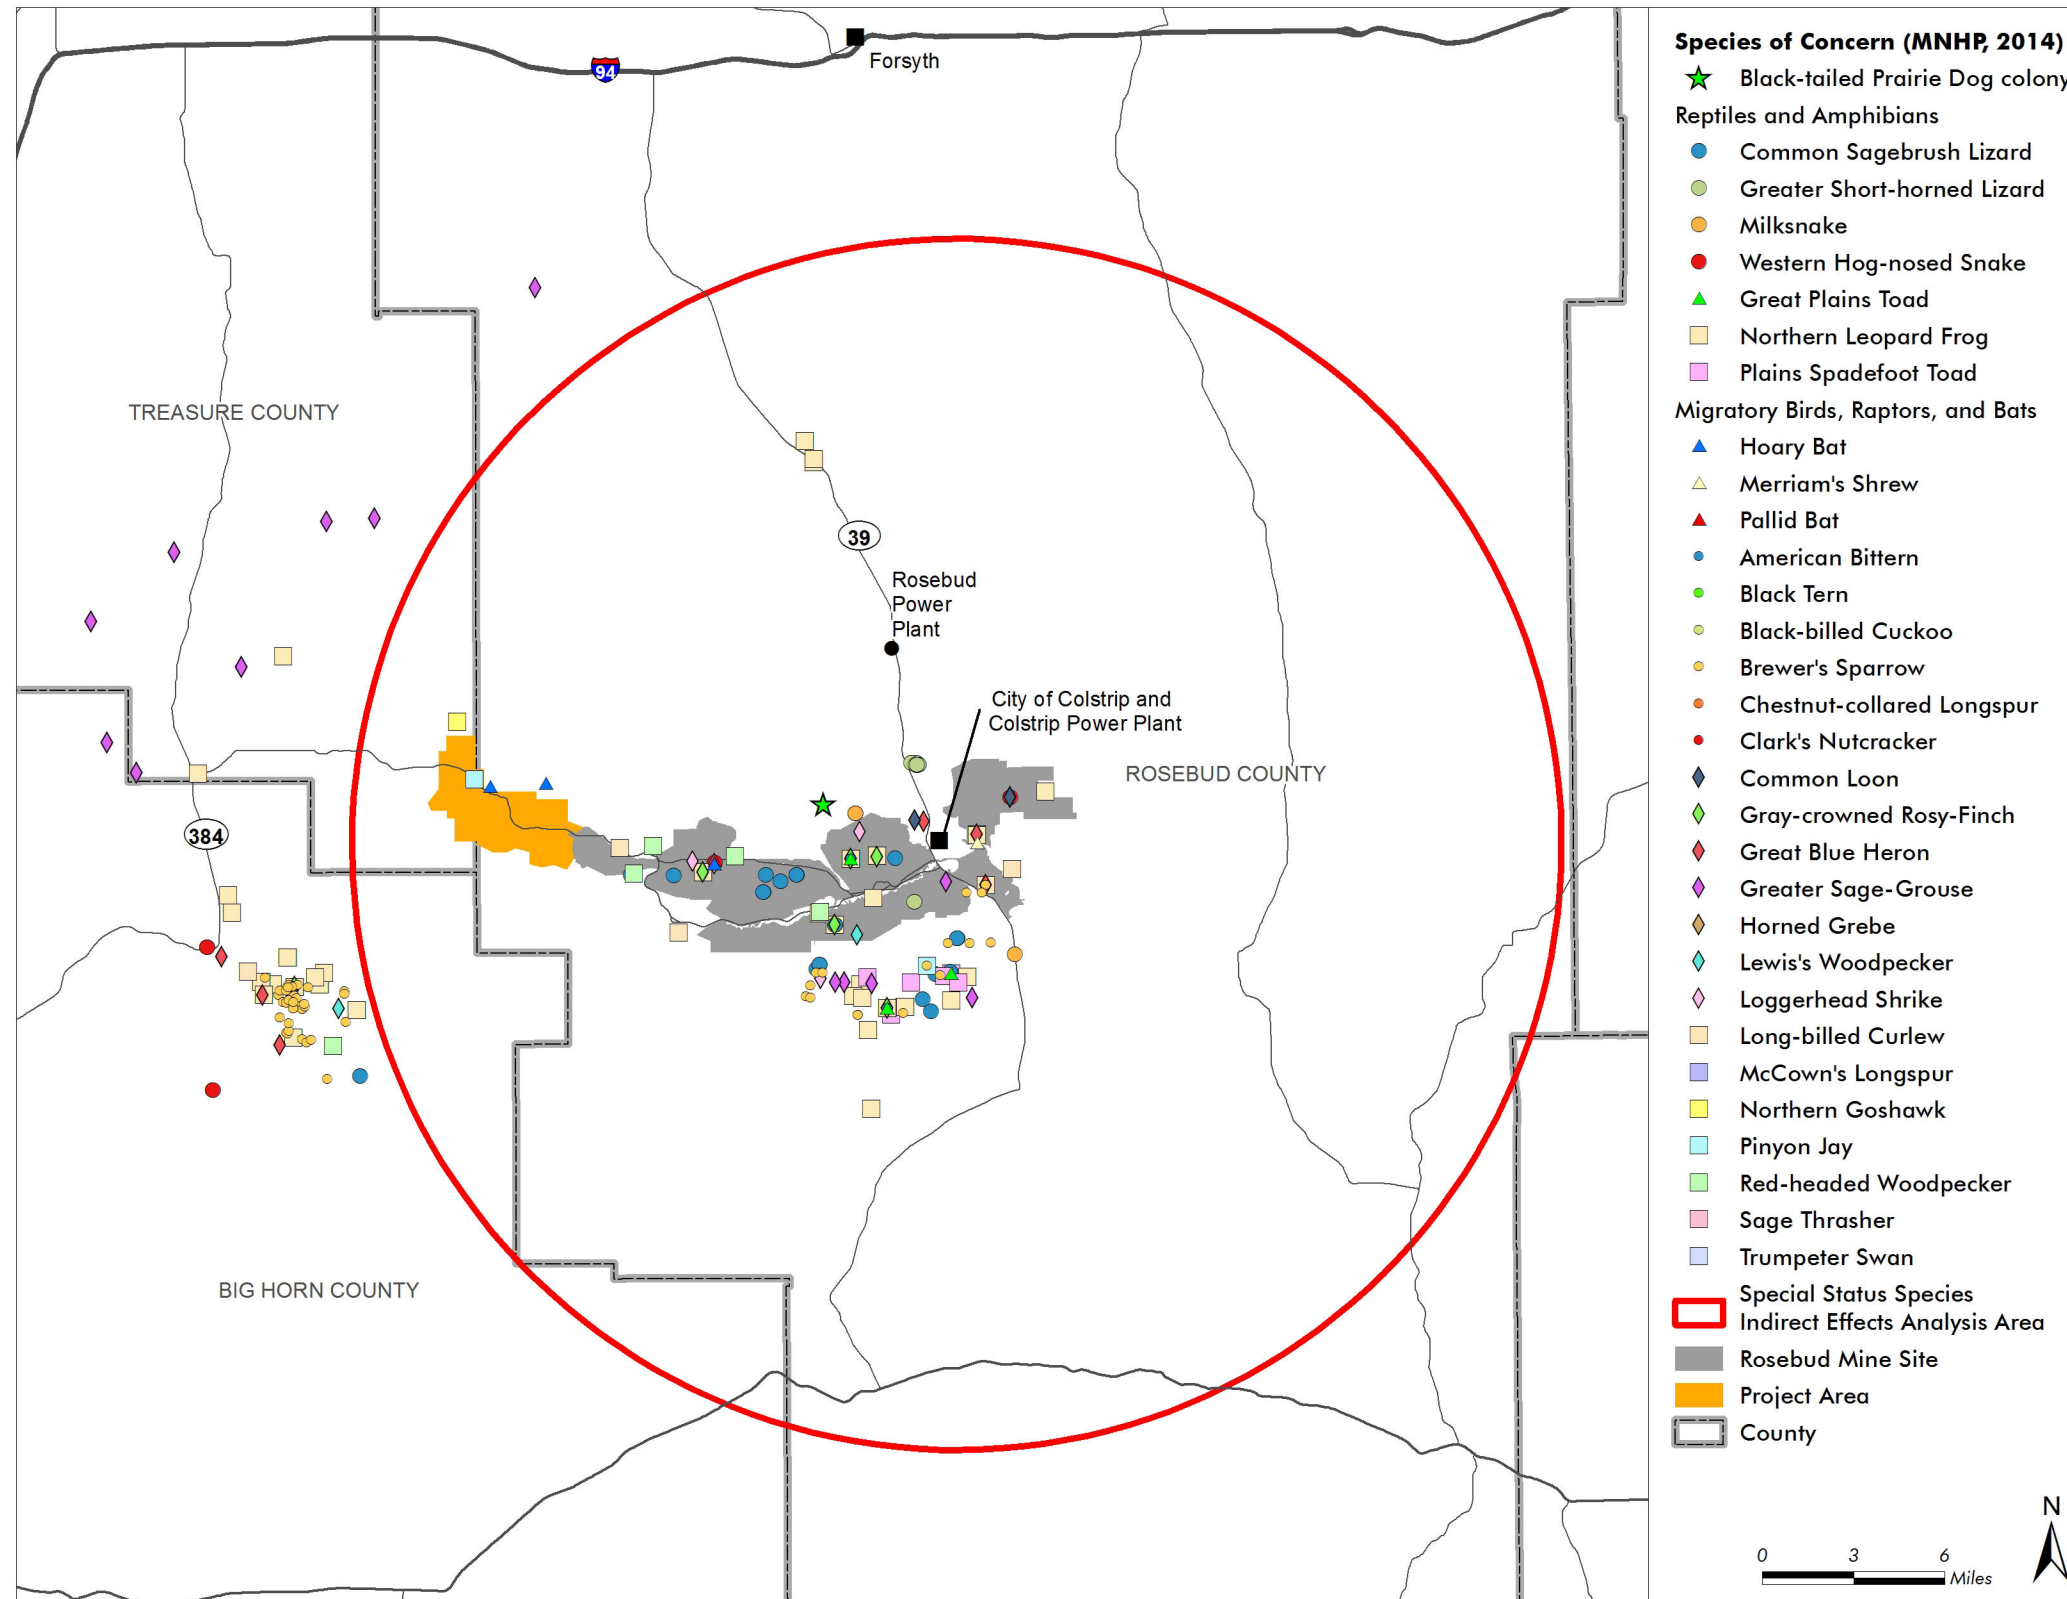 94
Forsyth
TREASURE COUNTY
39
Rosebud
Power
Plant
City of Colstrip and
Colstrip Power Plant
ROSEBUD COUNTY
384
BIG HORN COUNTY
Species of Concern (MNHP, 2014)
Black-tailed Prairie Dog colony
Reptiles and Amphibians
Common Sagebrush Lizard
Greater Short-horned Lizard
Milksnake
Western Hog-nosed Snake
Great Plains Toad
Northern Leopard Frog
Plains Spadefoot Toad
Migratory Birds, Raptors, and Bats
Hoary Bat
Merriam's Shrew
Pallid Bat
American Bittern
Black Tern
Black-billed Cuckoo
Brewer's Sparrow
Chestnut-collared Longspur
Clark's Nutcracker
Common Loon
Gray-crowned Rosy-Finch
Great Blue Heron
Greater Sage-Grouse
Horned Grebe
Lewis's Woodpecker
Loggerhead Shrike
Long-billed Curlew
McCown's Longspur
Northern Goshawk
Pinyon Jay
Red-headed Woodpecker
Sage Thrasher
Trumpeter Swan
Special Status Species
Indirect Effects Analysis Area
Rosebud Mine Site
Project Area
County
N
0 3 6
Miles